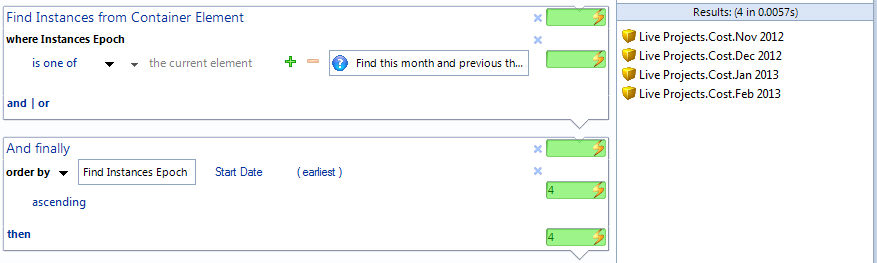 Find Instances from Container Element
where Instances Epoch
is one of the current element Find this month and previous th...
and | or
And finally
order by Find Instances Epoch Start Date ( earliest )
4
ascending
then
4
Results: (4 in 0.0057s)
Live Projects.Cost.Nov 2012
Live Projects.Cost.Dec 2012
Live Projects.Cost.Jan 2013
Live Projects.Cost.Feb 2013